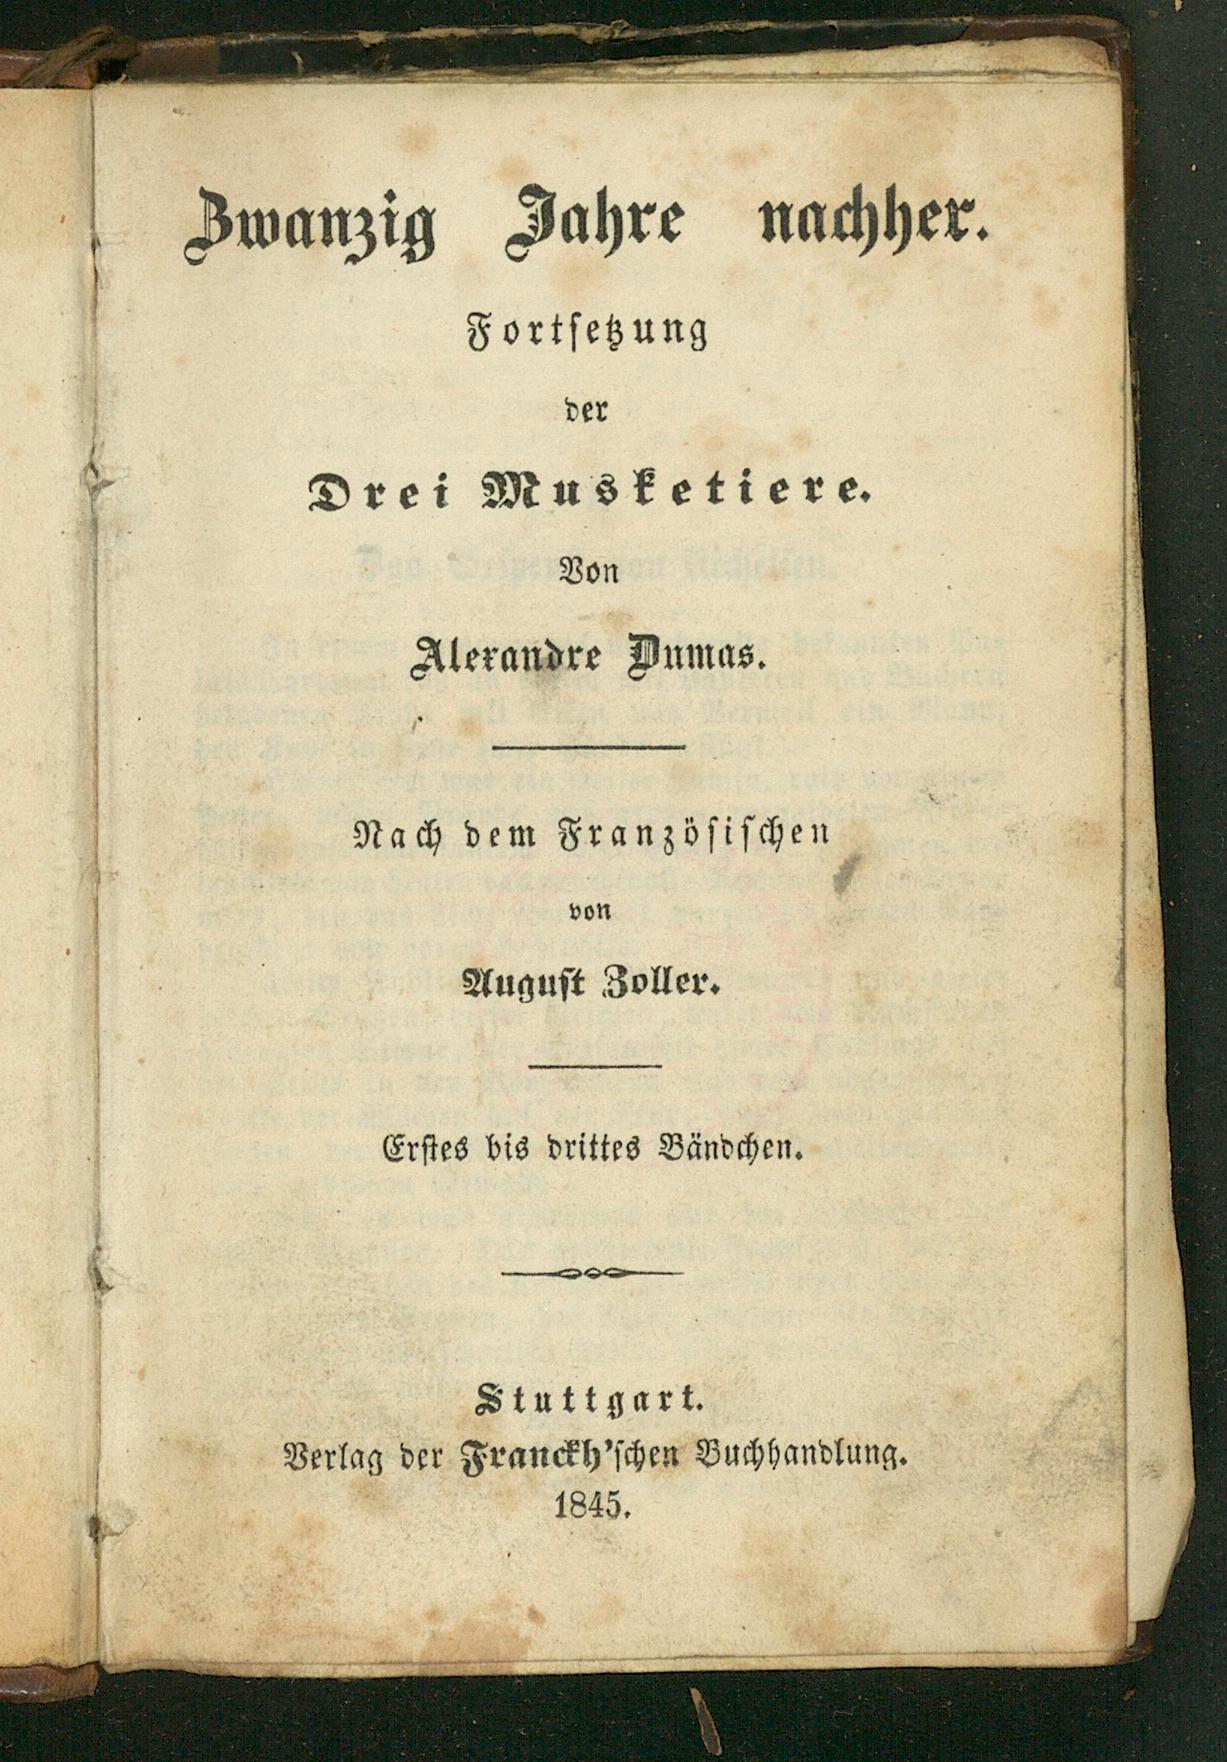 Zwanzig Jahre nachher.
Fortsetzung
der
Drei Musketiere.
Von
Alexandre Dumas.
Nach dem Französischen
von
August Zoller.
Erstes bis drittes Bändchen.
Stuttgart.
Verlag der Franckh'schen Buchhandlung.
1845.